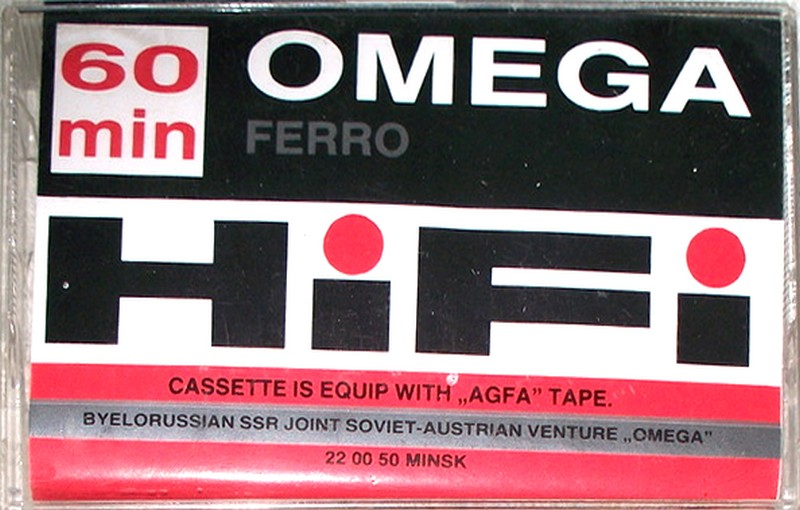 60
min
OMEGA
FERRO
HiFi
CASSETTE IS EQUIP WITH „AGFA” TAPE.
BYELORUSSIAN SSR JOINT SOVIET-AUSTRIAN VENTURE „OMEGA”
22 00 50 MINSK